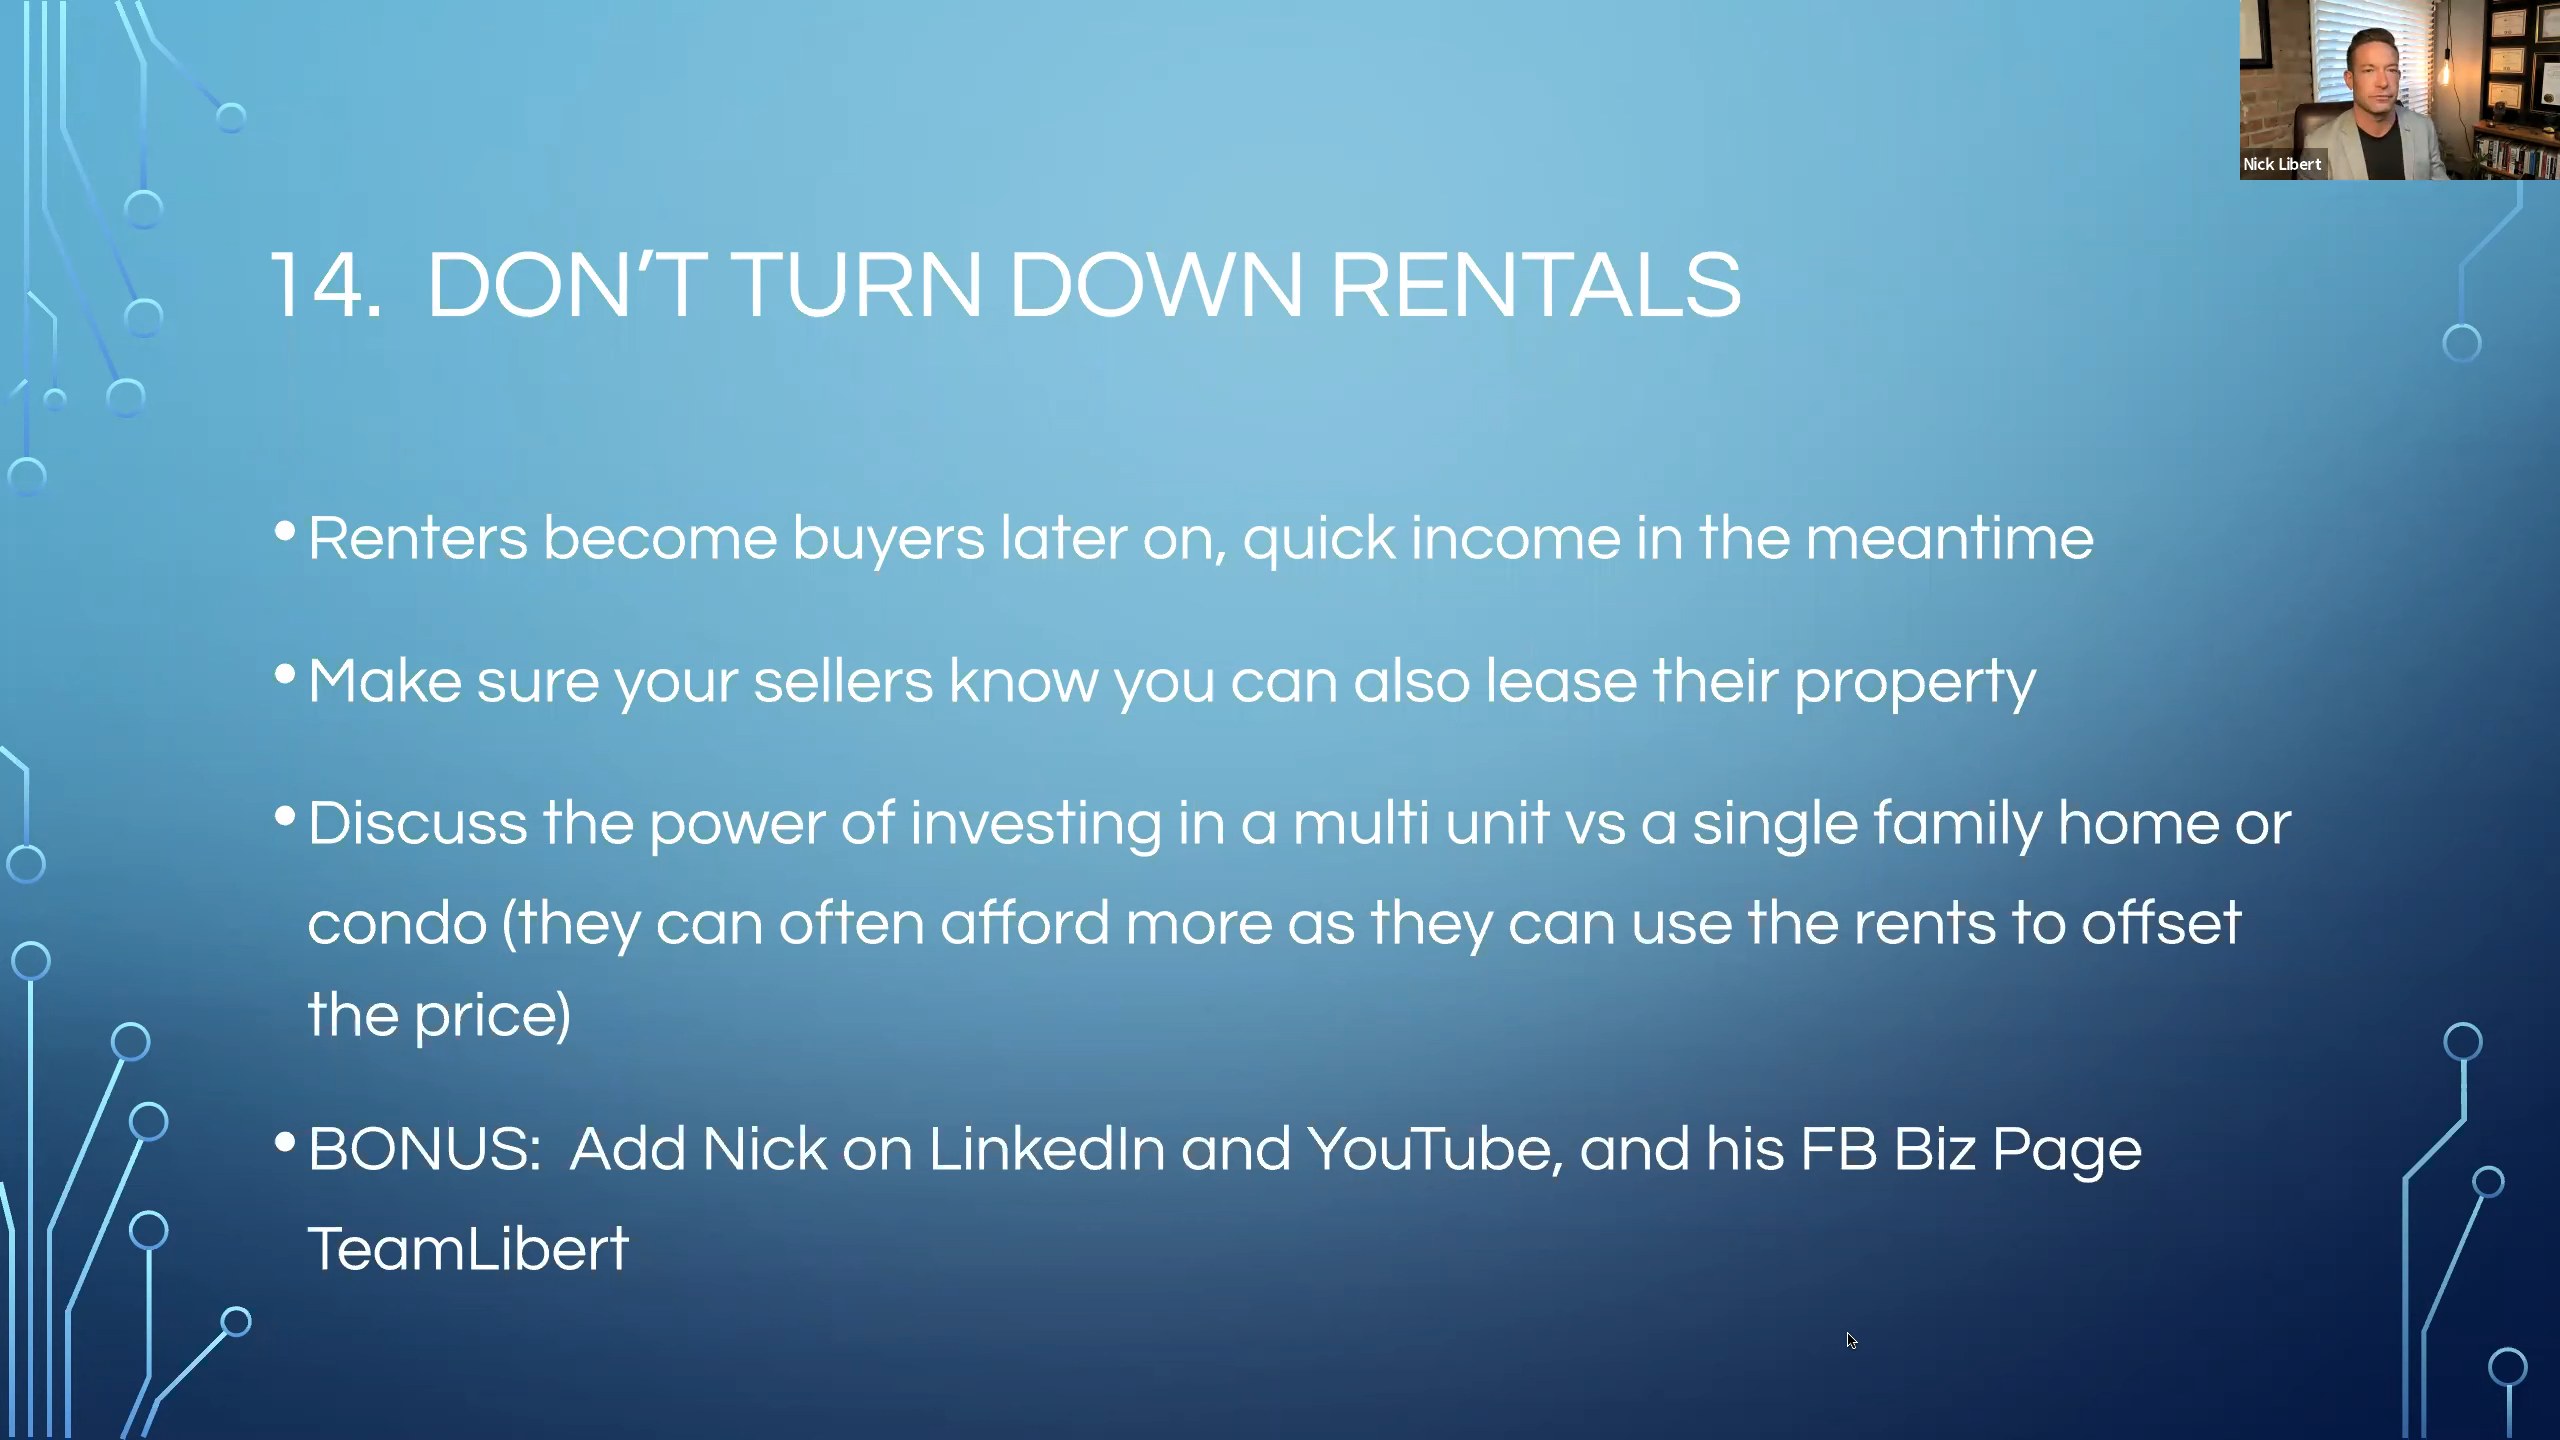 Nick Libert
14. DON'T TURN DOWN RENTALS
• Renters become buyers later on, quick income in the meantime
• Make sure your sellers know you can also lease their property
• Discuss the power of investing in a multi unit vs a single family home or
condo (they can often afford more as they can use the rents to offset
the price)
• BONUS:  Add Nick on LinkedIn and YouTube, and his FB Biz Page
TeamLibert